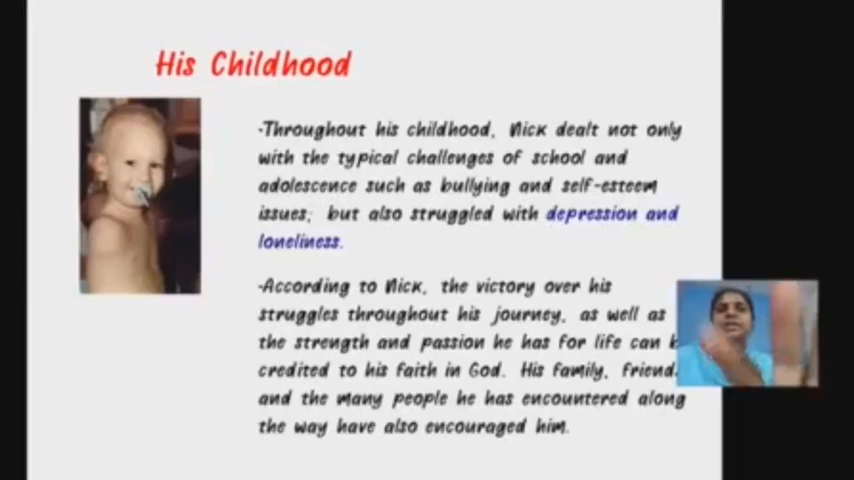 His Childhood
-Throughout his childhood, Nick dealt not only
with the typical challenges of school and
adolescence such as bullying and self-esteem
issues; but also struggled with depression and
loneliness.
-According to Nick, the victory over his
struggles throughout his journey, as well as
the strength and passion he has for life can
credited to his faith in God. His family,
and the many people he has encountered along
the way have also encouraged him.